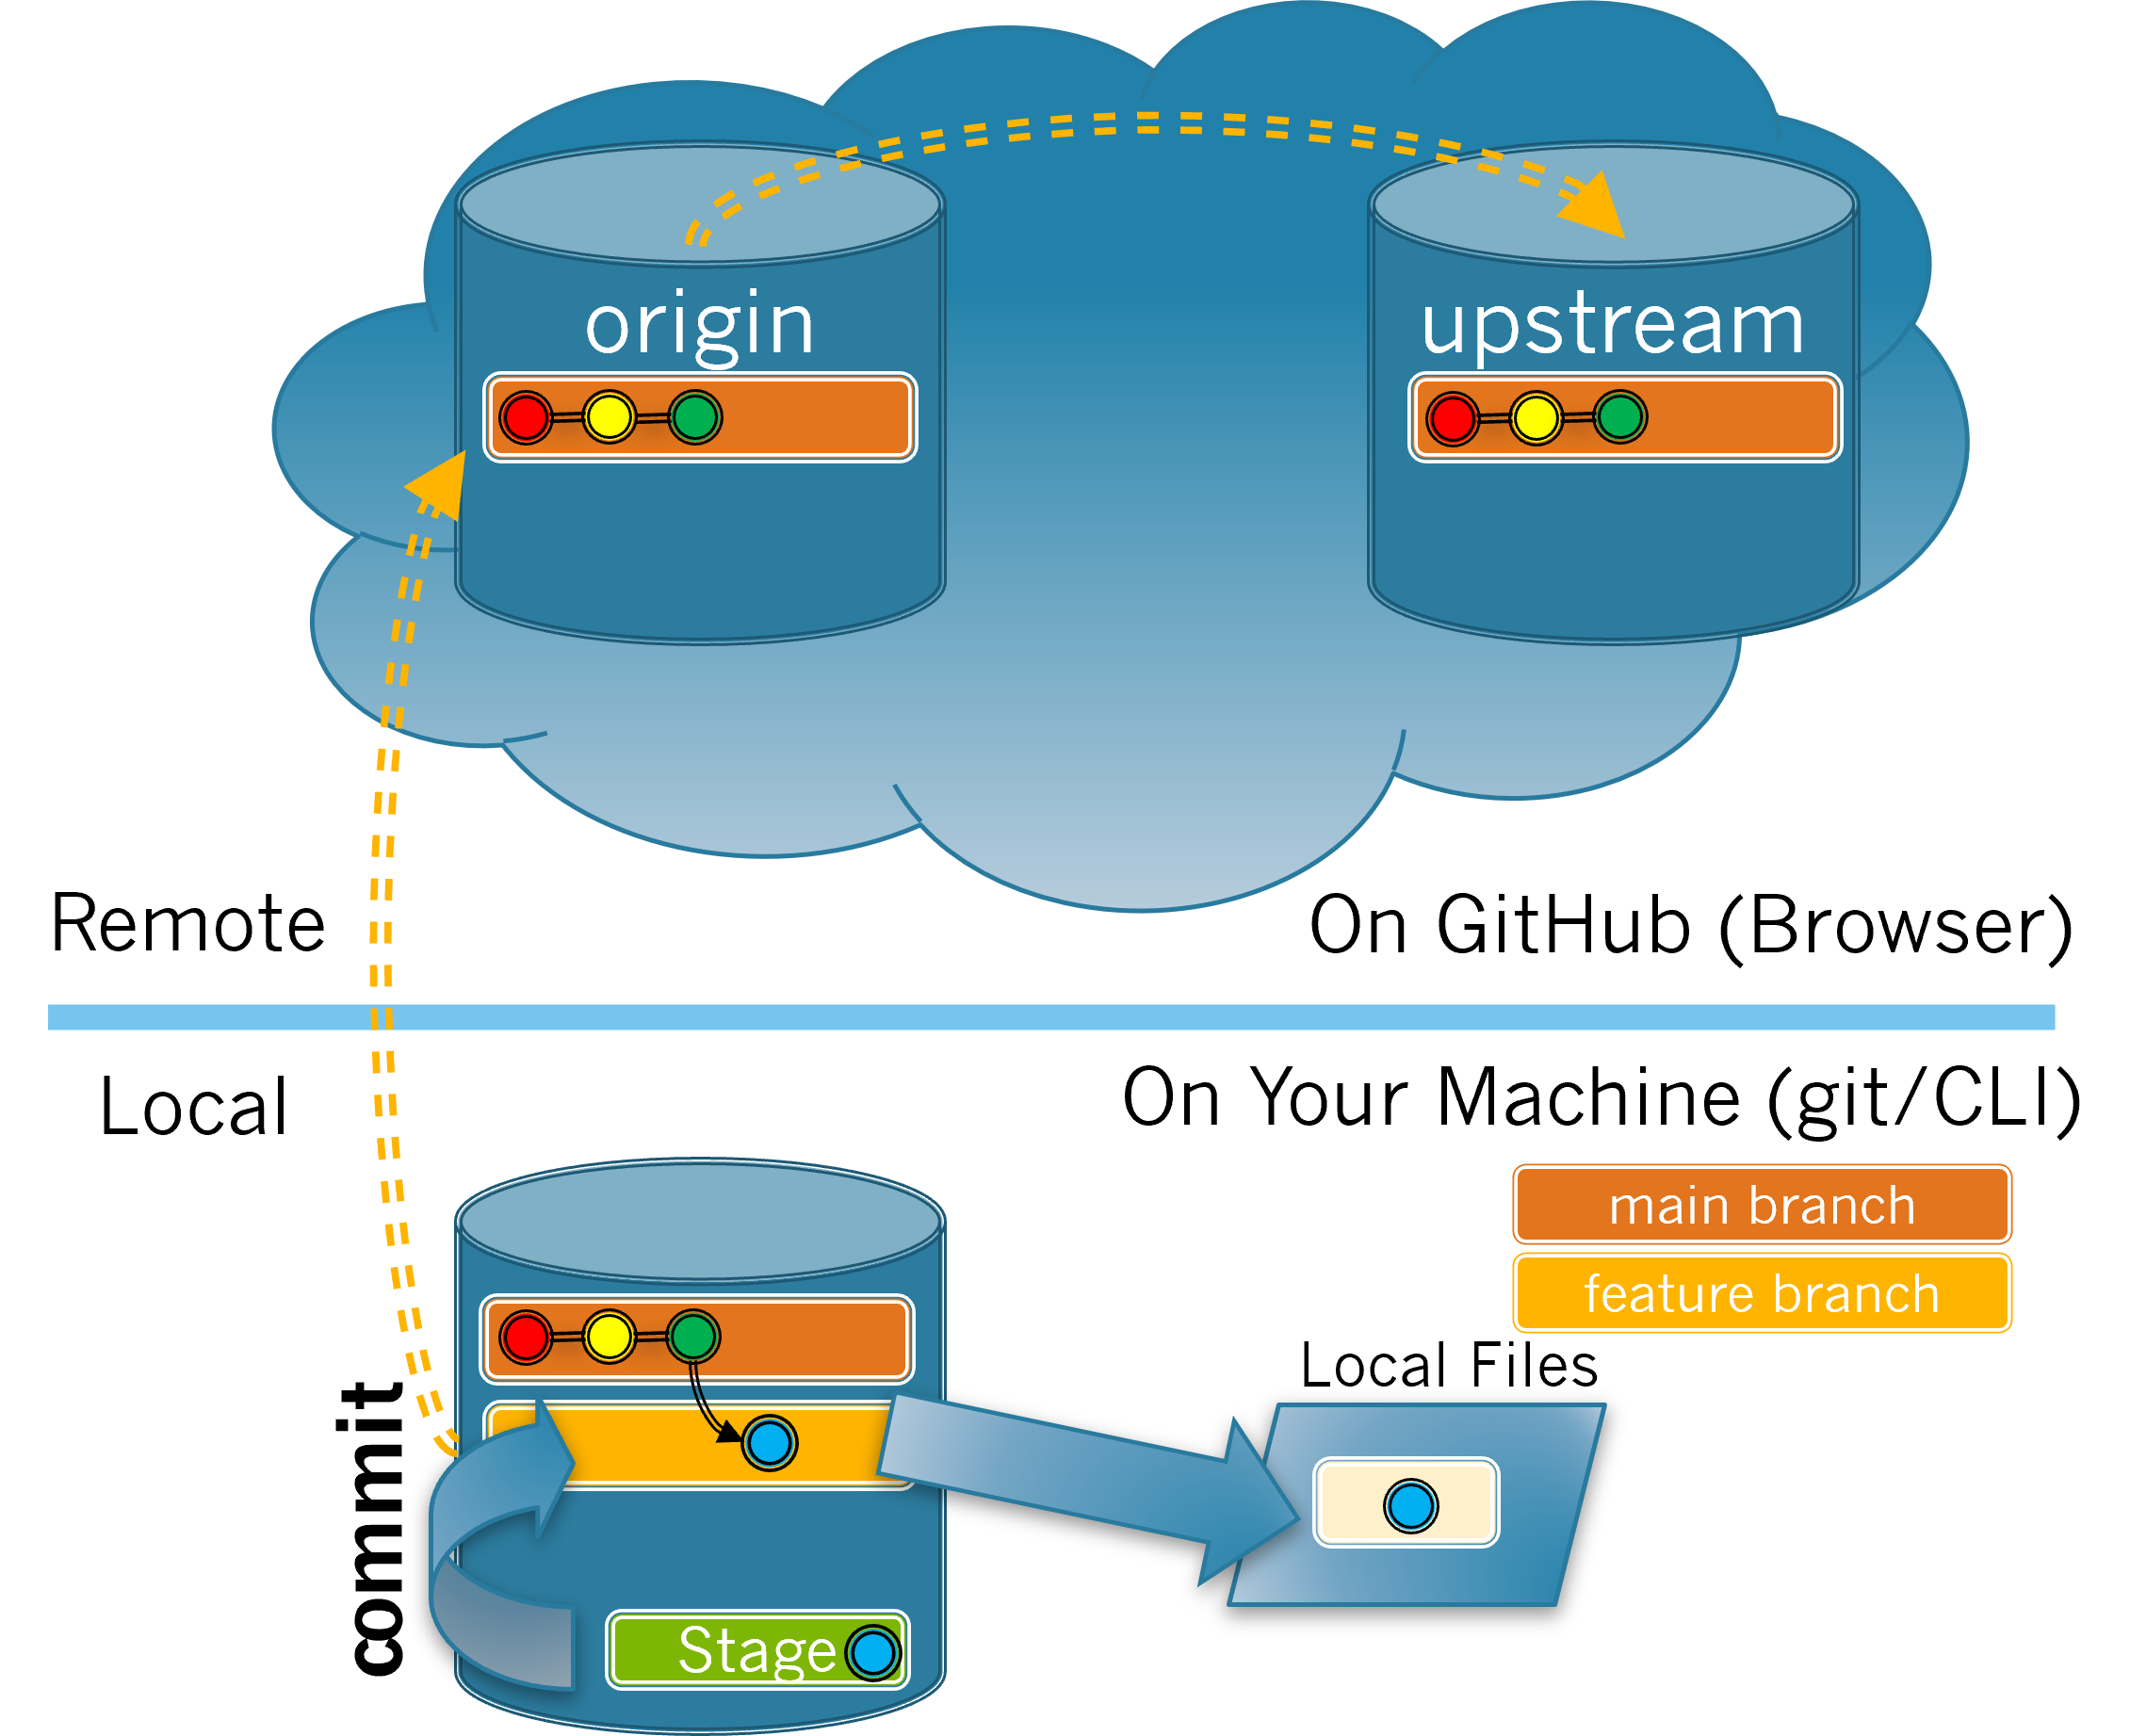 origin
upstream
Remote
On GitHub (Browser)
Local
On Your Machine (git/CLI)
main branch
feature branch
Local Files
commit
Stage